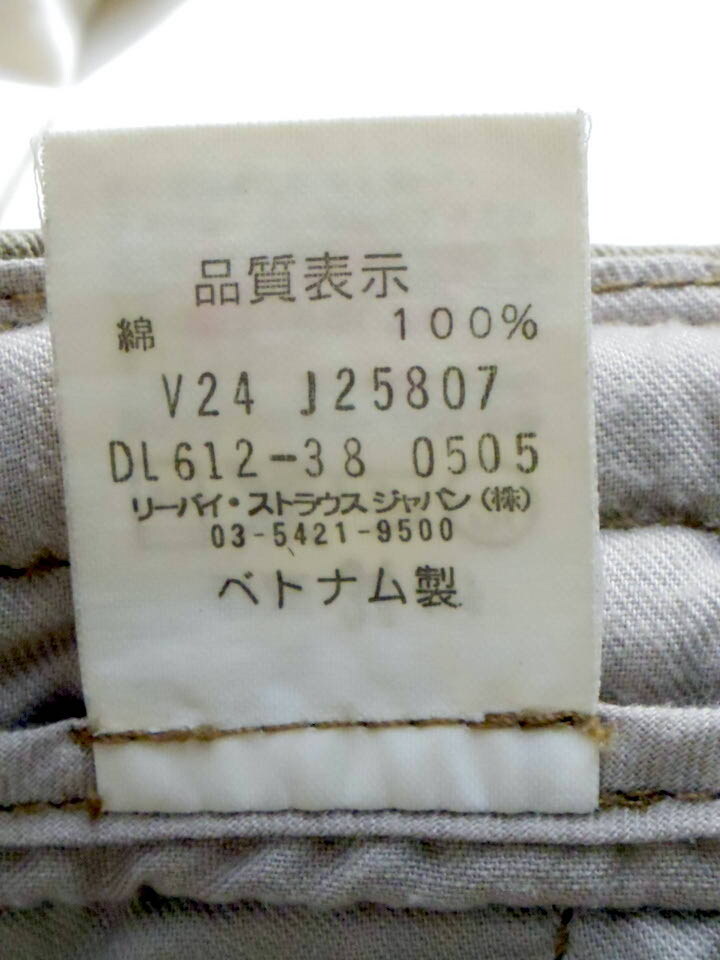 品質表示
綿 100%
V24 J25807
DL612-38 0505
リーバイ・ストラウス ジャパン(株)
03-5421-9500
ベトナム製